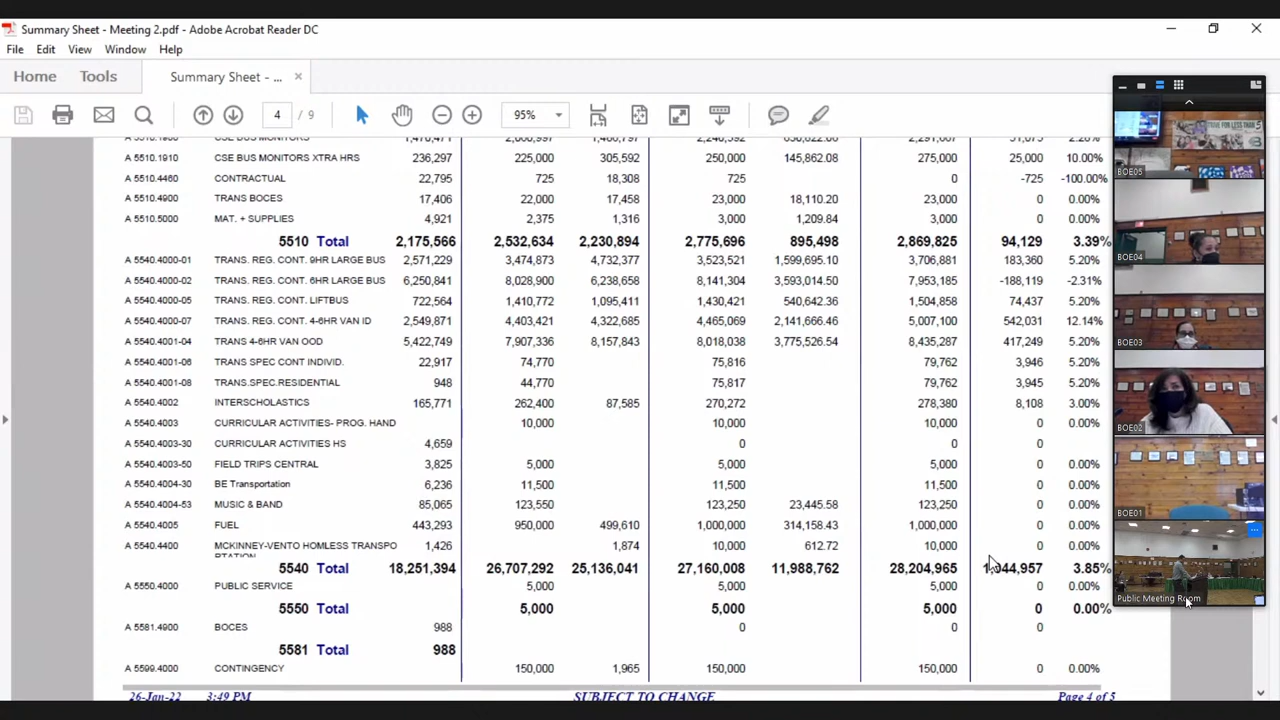 Summary Sheet - Meeting 2.pdf - Adobe Acrobat Reader DC
File Edit View Window Help
Home Tools Summary Sheet - ... ×
4 / 9 95%
A 5510.1900 CSE BUS MONITORS 2.28%
A 5510.1910 CSE BUS MONITORS XTRA HRS 236,297 225,000 305,592 250,000 145,862.08 275,000 25,000 10.00%
A 5510.4460 CONTRACTUAL 22,795 725 18,308 725 0 -725 -100.00%
A 5510.4900 TRANS BOCES 17,406 22,000 17,458 23,000 18,110.20 23,000 0 0.00%
A 5510.5000 MAT. + SUPPLIES 4,921 2,375 1,316 3,000 1,209.84 3,000 0 0.00%
5510 Total 2,175,566 2,532,634 2,230,894 2,775,696 895,498 2,869,825 94,129 3.39%
A 5540.4000-01 TRANS. REG. CONT. 9HR LARGE BUS 2,571,229 3,474,873 4,732,377 3,523,521 1,599,695.10 3,706,881 183,360 5.20%
A 5540.4000-02 TRANS. REG. CONT. 6HR LARGE BUS 6,250,841 8,028,900 6,238,658 8,141,304 3,593,014.50 7,953,185 -188,119 -2.31%
A 5540.4000-05 TRANS. REG. CONT. LIFTBUS 722,564 1,410,772 1,095,411 1,430,421 540,642.36 1,504,858 74,437 5.20%
A 5540.4000-07 TRANS. REG. CONT. 4-6HR VAN ID 2,549,871 4,403,421 4,322,685 4,465,069 2,141,666.46 5,007,100 542,031 12.14%
A 5540.4001-04 TRANS 4-6HR VAN OOD 5,422,749 7,907,336 8,157,843 8,018,038 3,775,526.54 8,435,287 417,249 5.20%
A 5540.4001-06 TRANS SPEC CONT INDIVID. 22,917 74,770 75,816 79,762 3,946 5.20%
A 5540.4001-08 TRANS.SPEC.RESIDENTIAL 948 44,770 75,817 79,762 3,945 5.20%
A 5540.4002 INTERSCHOLASTICS 165,771 262,400 87,585 270,272 278,380 8,108 3.00%
A 5540.4003 CURRICULAR ACTIVITIES- PROG. HAND 10,000 10,000 10,000 0 0.00%
A 5540.4003-30 CURRICULAR ACTIVITIES HS 4,659 0 0 0
A 5540.4003-50 FIELD TRIPS CENTRAL 3,825 5,000 5,000 5,000 0 0.00%
A 5540.4004-30 BE Transportation 6,236 11,500 11,500 11,500 0 0.00%
A 5540.4004-53 MUSIC & BAND 85,065 123,550 123,250 23,445.58 123,250 0 0.00%
A 5540.4005 FUEL 443,293 950,000 499,610 1,000,000 314,158.43 1,000,000 0 0.00%
A 5540.4400 MCKINNEY-VENTO HOMLESS TRANSPO 1,426 1,874 10,000 612.72 10,000 0 0.00%
RTATION
5540 Total 18,251,394 26,707,292 25,136,041 27,160,008 11,988,762 28,204,965 1,044,957 3.85%
A 5550.4000 PUBLIC SERVICE 5,000 5,000 5,000 0 0.00%
5550 Total 5,000 5,000 5,000 0 0.00%
A 5581.4900 BOCES 988 0 0 0
5581 Total 988
A 5599.4000 CONTINGENCY 150,000 1,965 150,000 150,000 0 0.00%
26-Jan-22 3:49 PM SUBJECT TO CHANGE Page 4 of 5
BOE05
BOE04
BOE03
BOE02
BOE01
Public Meeting Room